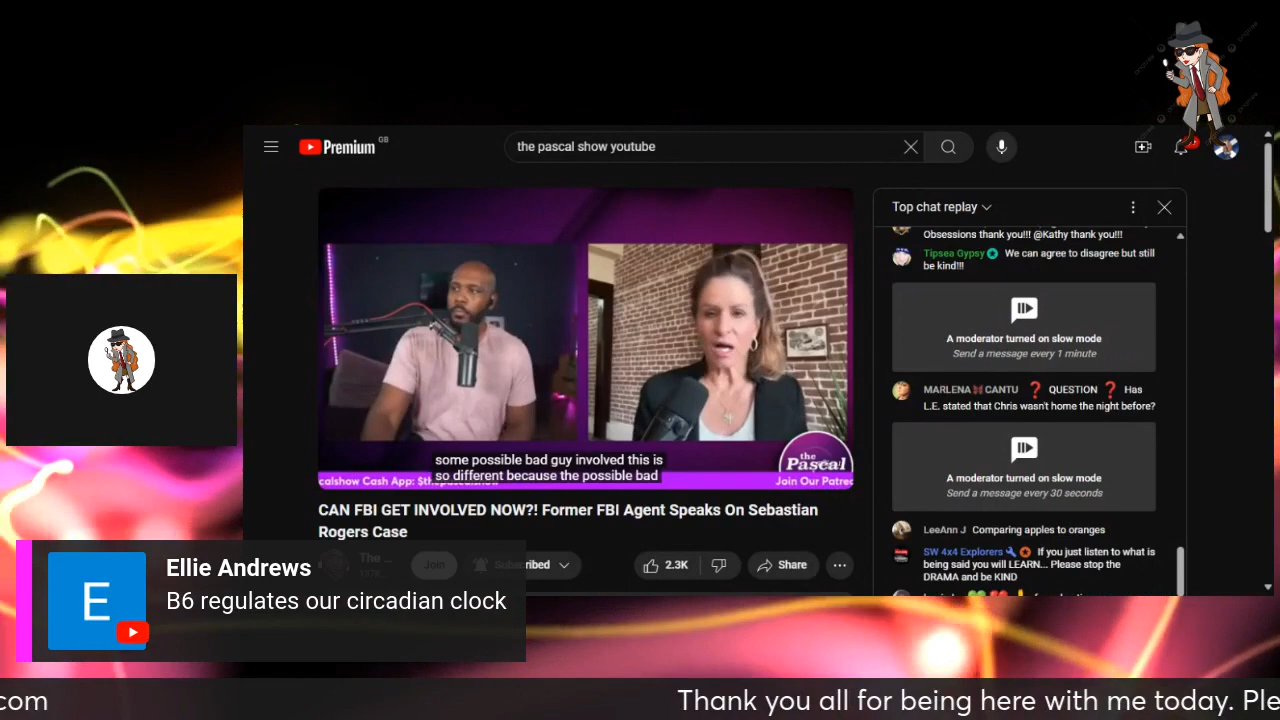 Premium GB
the pascal show youtube
Top chat replay
Obsessions thank you!!! @Kathy thank you!!!
Tipsea Gypsy We can agree to disagree but still
be kind!!!
A moderator turned on slow mode
Send a message every 1 minute
MARLENA CANTU ❓ QUESTION ❓ Has
L.E. stated that Chris wasn't home the night before?
A moderator turned on slow mode
Send a message every 30 seconds
LeeAnn J Comparing apples to oranges
SW 4x4 Explorers If you just listen to what is
being said you will LEARN... Please stop the
DRAMA and be KIND
some possible bad guy involved this is
so different because the possible bad
the
Pascal
calshow Cash App:
Join Our Patreo
CAN FBI GET INVOLVED NOW?! Former FBI Agent Speaks On Sebastian
Rogers Case
The ...
Join
Subscribed
2.3K
Share
E
Ellie Andrews
B6 regulates our circadian clock
.com
Thank you all for being here with me today. Ple